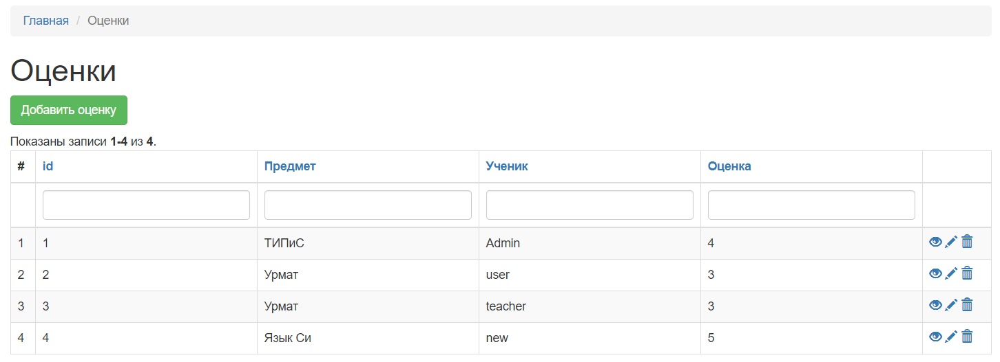 Главная / Оценки
Оценки
Добавить оценку
Показаны записи 1-4 из 4.
# id Предмет Ученик Оценка
1 1 ТИПиС Admin 4
2 2 Урмат user 3
3 3 Урмат teacher 3
4 4 Язык Си new 5